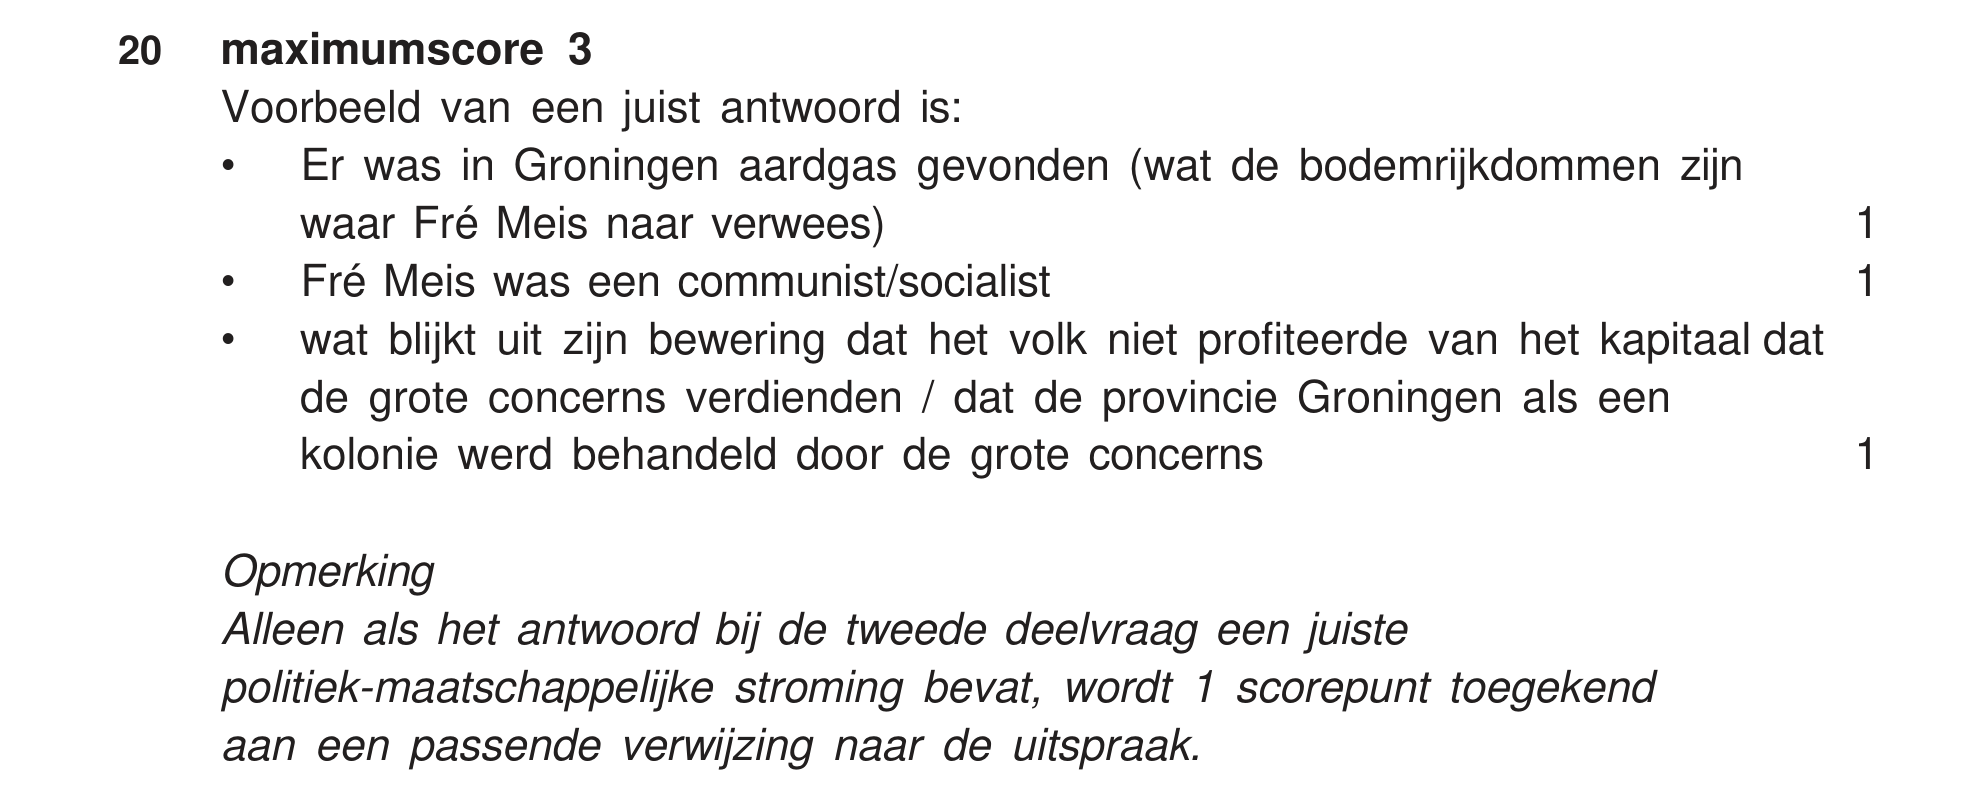 20 maximumscore 3
Voorbeeld van een juist antwoord is:
• Er was in Groningen aardgas gevonden (wat de bodemrijkdommen zijn
waar Fré Meis naar verwees) 1
• Fré Meis was een communist/socialist 1
• wat blijkt uit zijn bewering dat het volk niet profiteerde van het kapitaal dat
de grote concerns verdienden / dat de provincie Groningen als een
kolonie werd behandeld door de grote concerns 1
Opmerking
Alleen als het antwoord bij de tweede deelvraag een juiste
politiek-maatschappelijke stroming bevat, wordt 1 scorepunt toegekend
aan een passende verwijzing naar de uitspraak.